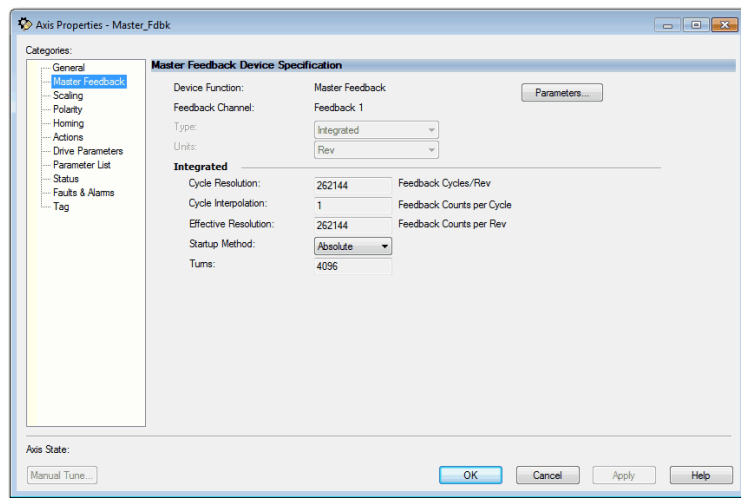 Axis Properties - Master_Fdbk
Categories:
General
Master Feedback
Scaling
Polarity
Homing
Actions
Drive Parameters
Parameter List
Status
Faults & Alarms
Tag
Master Feedback Device Specification
Device Function: Master Feedback Parameters...
Feedback Channel: Feedback 1
Type: Integrated
Units: Rev
Integrated
Cycle Resolution: 262144 Feedback Cycles/Rev
Cycle Interpolation: 1 Feedback Counts per Cycle
Effective Resolution: 262144 Feedback Counts per Rev
Startup Method: Absolute
Turns: 4096
Axis State:
Manual Tune... OK Cancel Apply Help